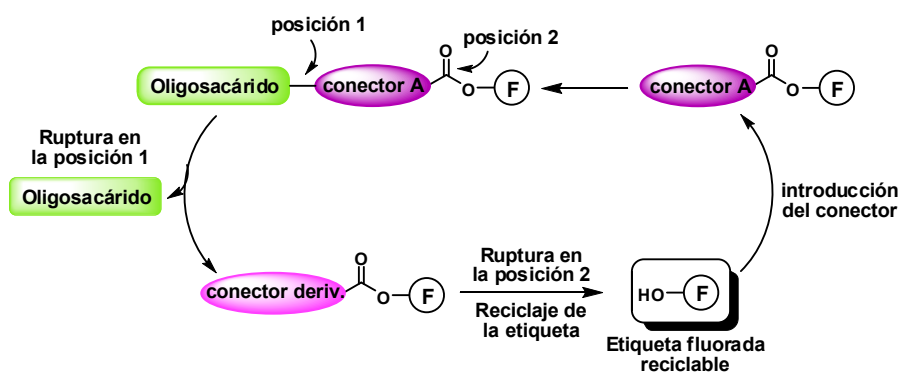 posición 1
posición 2
Oligosacárido
conector A
O
O
F
conector A
O
O
F
Ruptura en
la posición 1
Oligosacárido
introducción
del conector
conector deriv.
O
O
F
Ruptura en
la posición 2
Reciclaje de
la etiqueta
HO
F
Etiqueta fluorada
reciclable